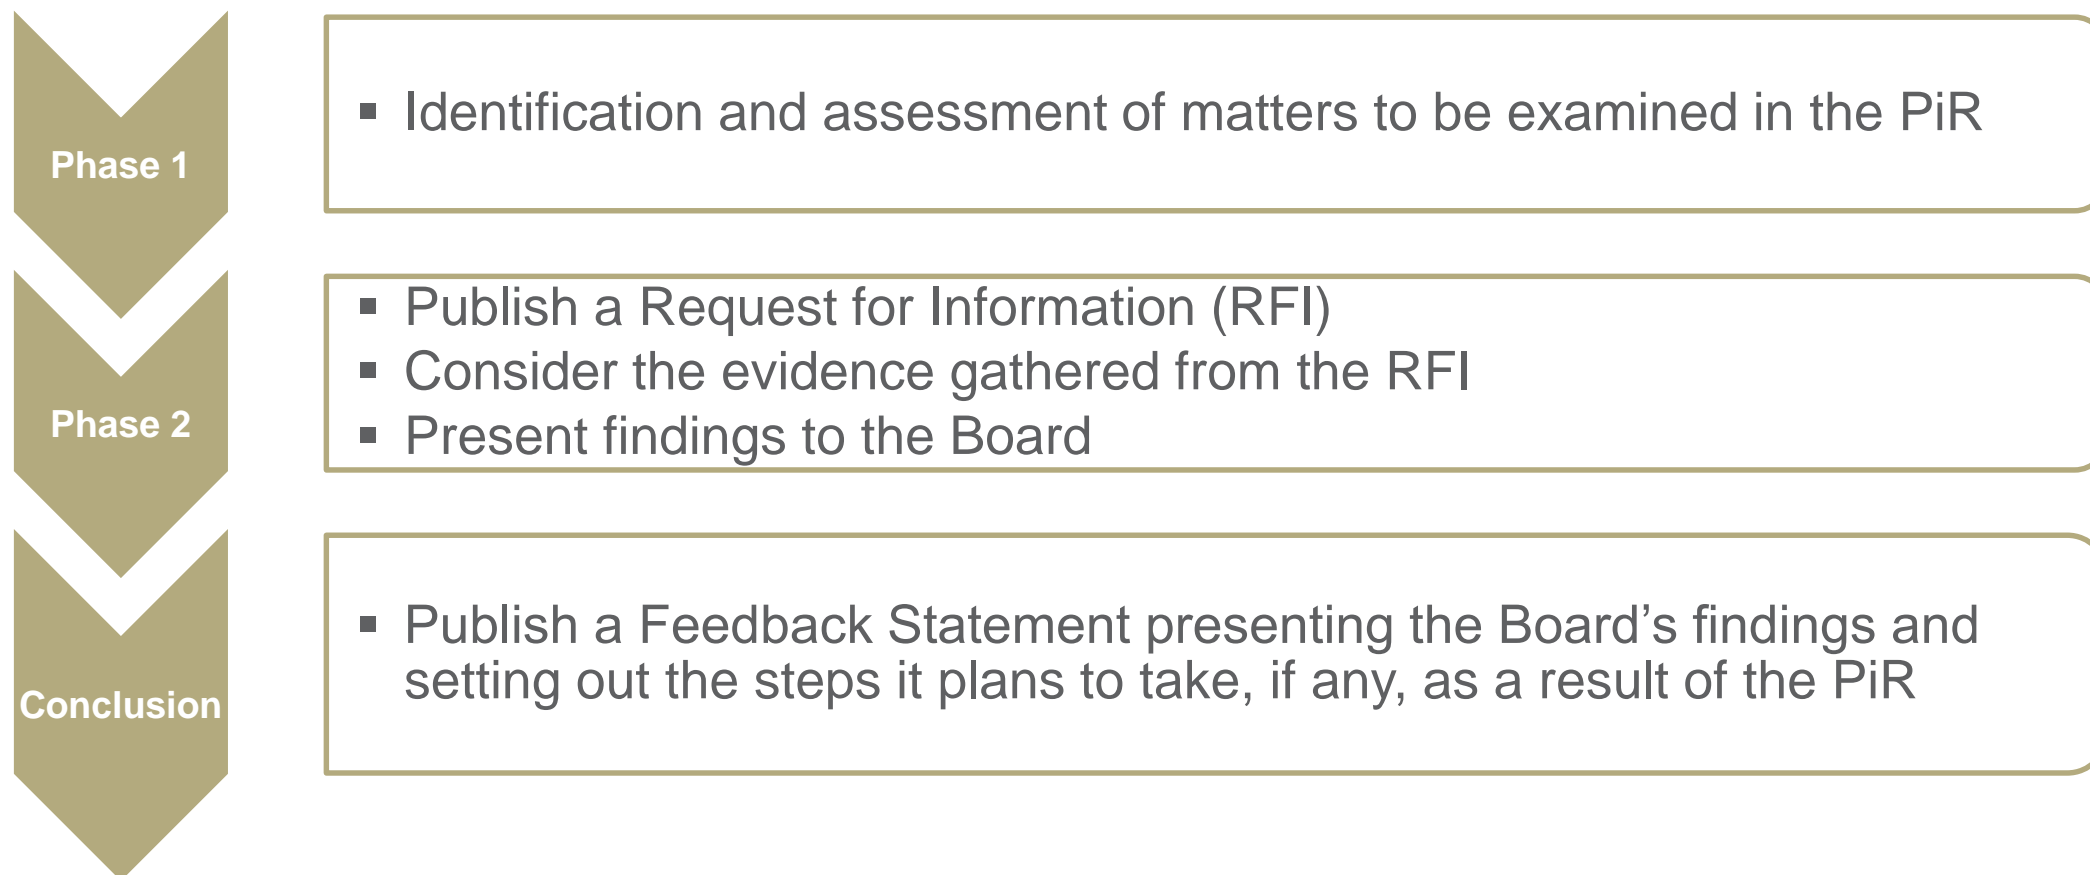 Phase 1
▪ Identification and assessment of matters to be examined in the PiR
Phase 2
▪ Publish a Request for Information (RFI)
▪ Consider the evidence gathered from the RFI
▪ Present findings to the Board
Conclusion
▪ Publish a Feedback Statement presenting the Board’s findings and
setting out the steps it plans to take, if any, as a result of the PiR